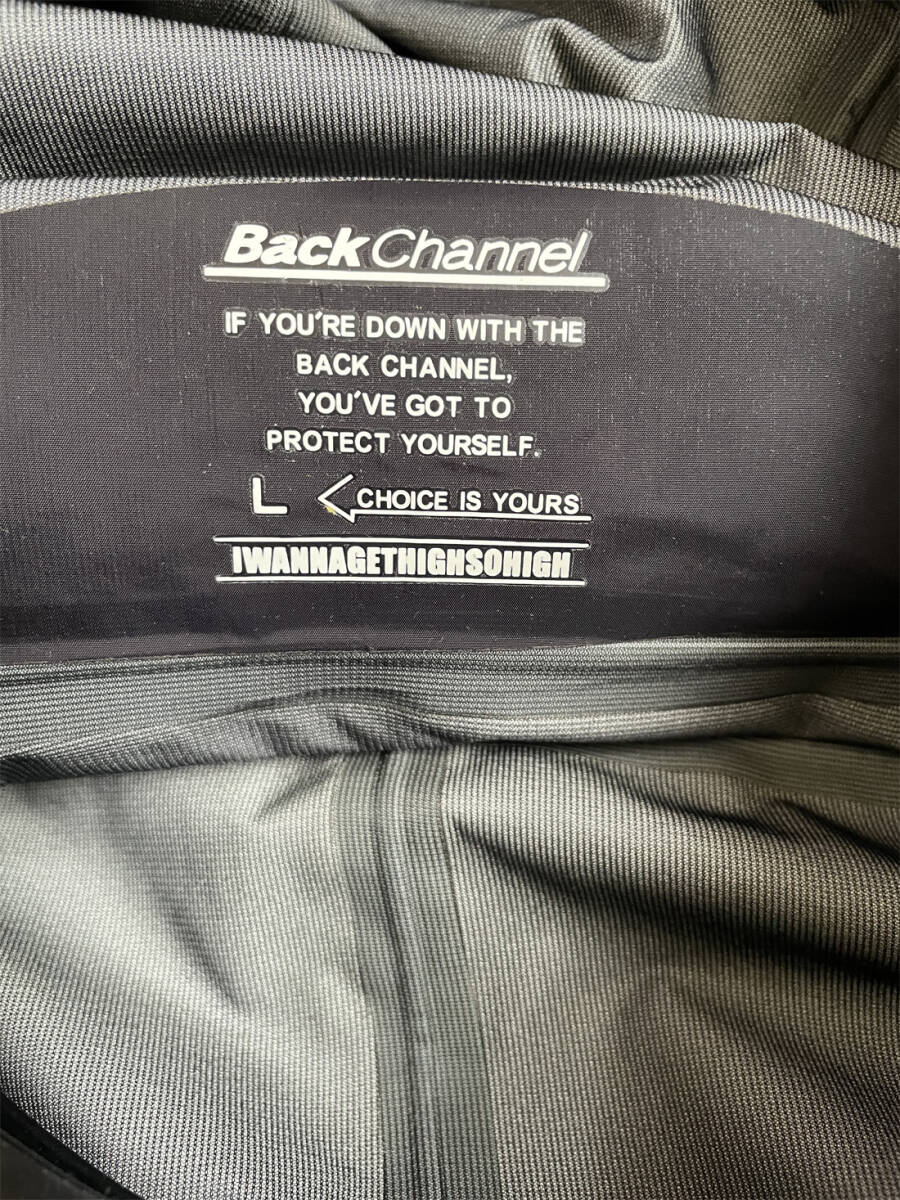 Back Channel
IF YOU'RE DOWN WITH THE
BACK CHANNEL,
YOU'VE GOT TO
PROTECT YOURSELF.
L CHOICE IS YOURS
IWANNAGETHIGHSOHIGH